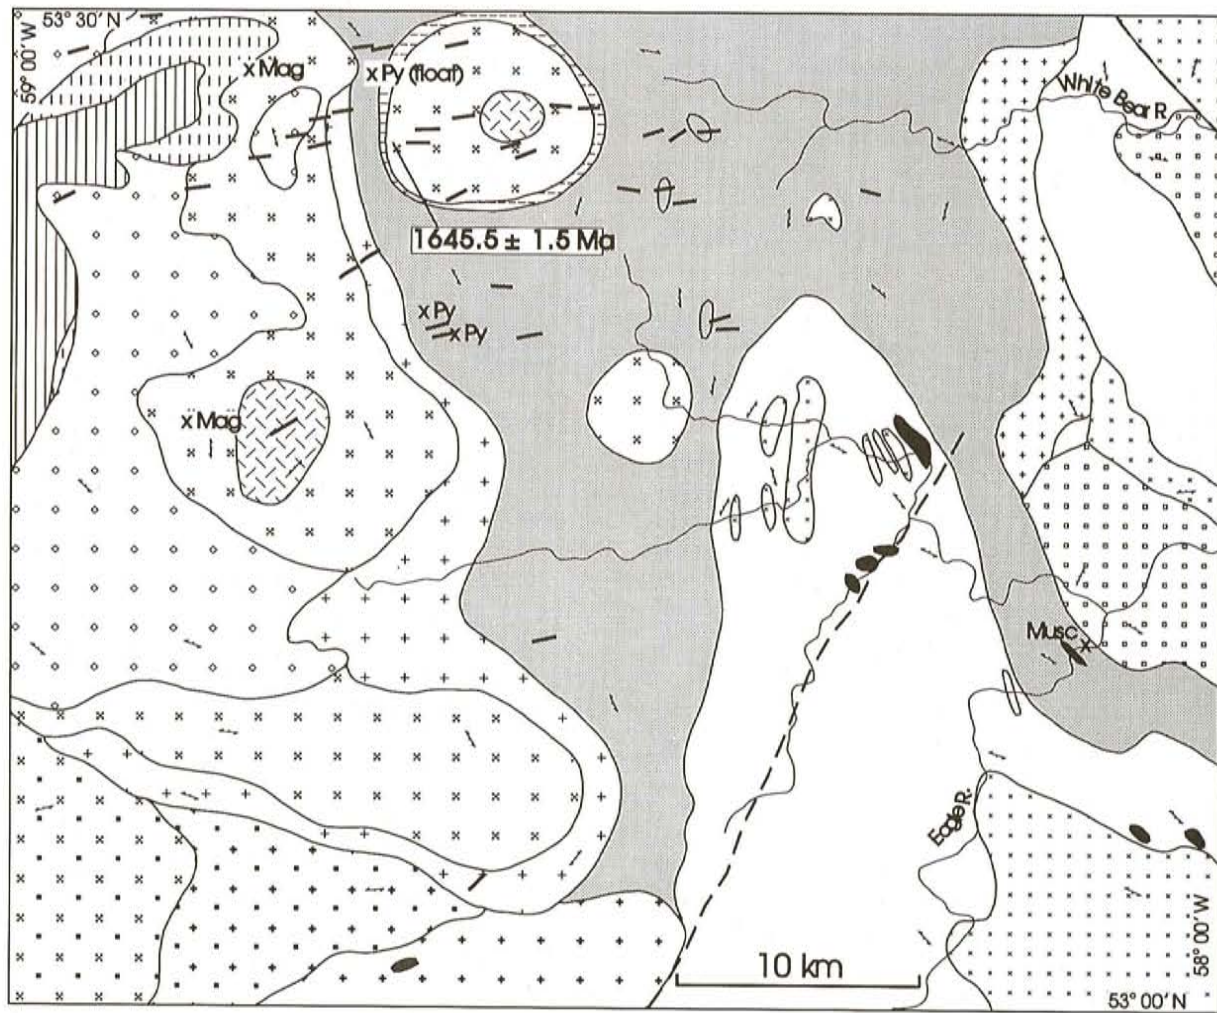 53° 30' N
59° 00' W
x Mag
x Py (float)
White Bear R.
1645.5 ± 1.5 Ma
x Py
x Py
x Mag
Musc x
Eagle R.
10 km
58° 00' W
53° 00' N